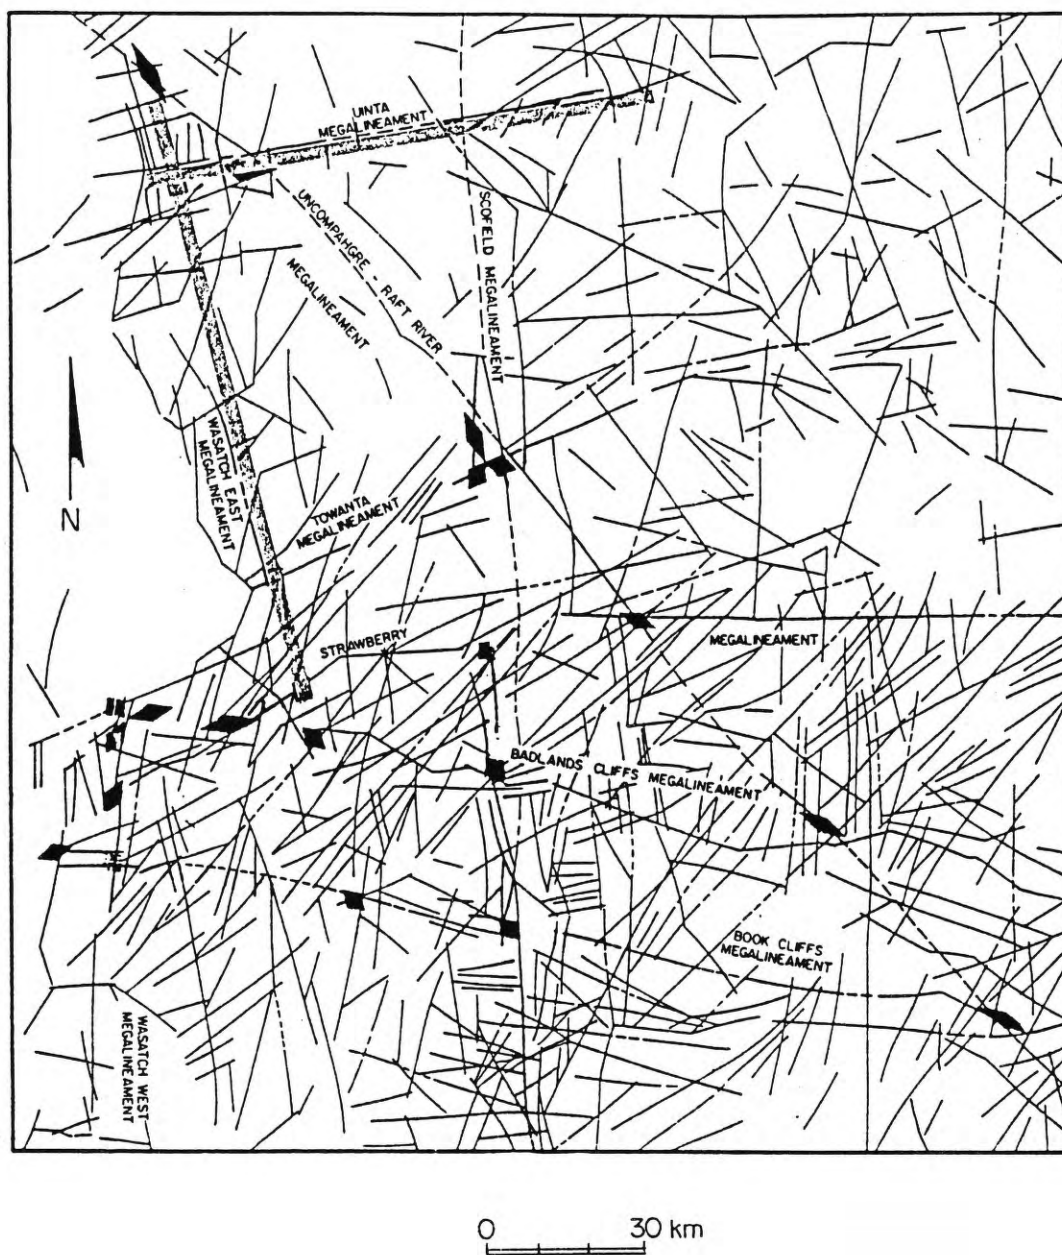 UINTA
MEGALINEAMENT
UNCOMPAHGRE - RAFT RIVER
MEGALINEAMENT
SCOFIELD MEGALINEAMENT
WASATCH EAST
MEGALINEAMENT
TOWANTA
MEGALINEAMENT
N
STRAWBERRY
MEGALINEAMENT
BADLANDS CLIFFS MEGALINEAMENT
BOOK CLIFFS
MEGALINEAMENT
WASATCH WEST
MEGALINEAMENT
0 30 km